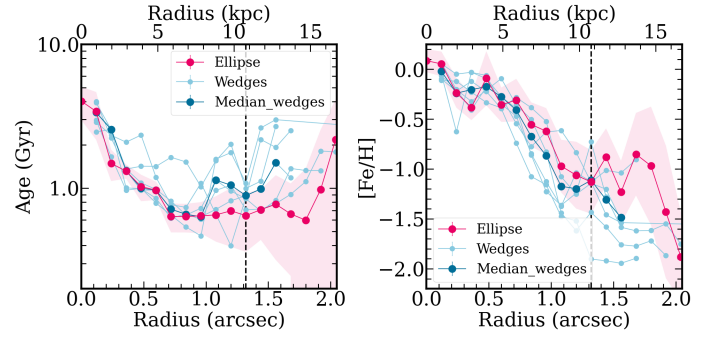 Radius (kpc)
0 5 10 15
10.0
1.0
Age (Gyr)
Ellipse
Wedges
Median_wedges
0.0 0.5 1.0 1.5 2.0
Radius (arcsec)
Radius (kpc)
0 5 10 15
0.0
−0.5
−1.0
−1.5
−2.0
[Fe/H]
Ellipse
Wedges
Median_wedges
0.0 0.5 1.0 1.5 2.0
Radius (arcsec)